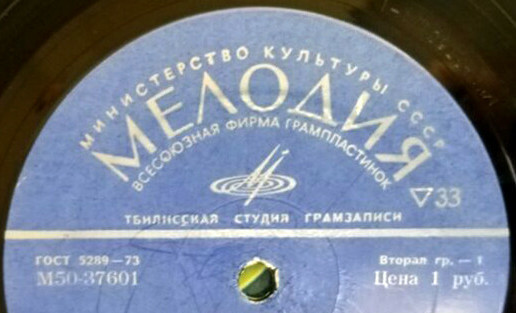 МИНИСТЕРСТВО КУЛЬТУРЫ СССР
МЕЛОДИЯ
ВСЕСОЮЗНАЯ ФИРМА ГРАМПЛАСТИНОК
▽33
ТБИЛИССКАЯ СТУДИЯ ГРАМЗАПИСИ
ГОСТ 5289—73
Вторая гр. — 1
М50-37601
Цена 1 руб.